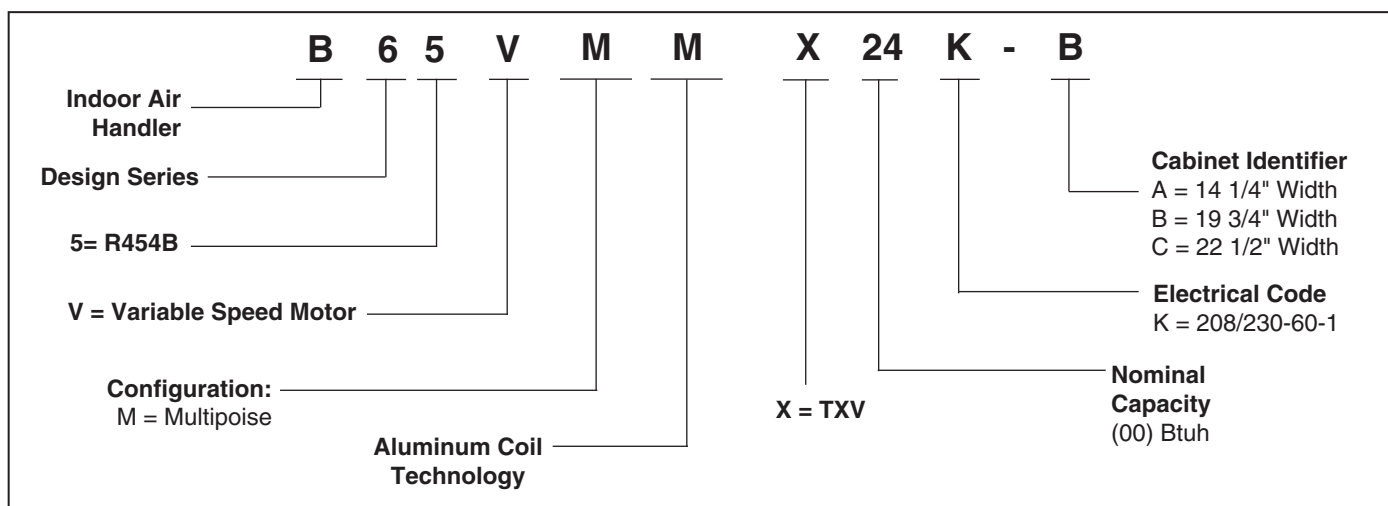 B 6 5 V M M X 24 K - B
Indoor Air
Handler
Design Series
5= R454B
V = Variable Speed Motor
Configuration:
M = Multipoise
Aluminum Coil
Technology
X = TXV
Nominal
Capacity
(00) Btuh
Electrical Code
K = 208/230-60-1
Cabinet Identifier
A = 14 1/4" Width
B = 19 3/4" Width
C = 22 1/2" Width